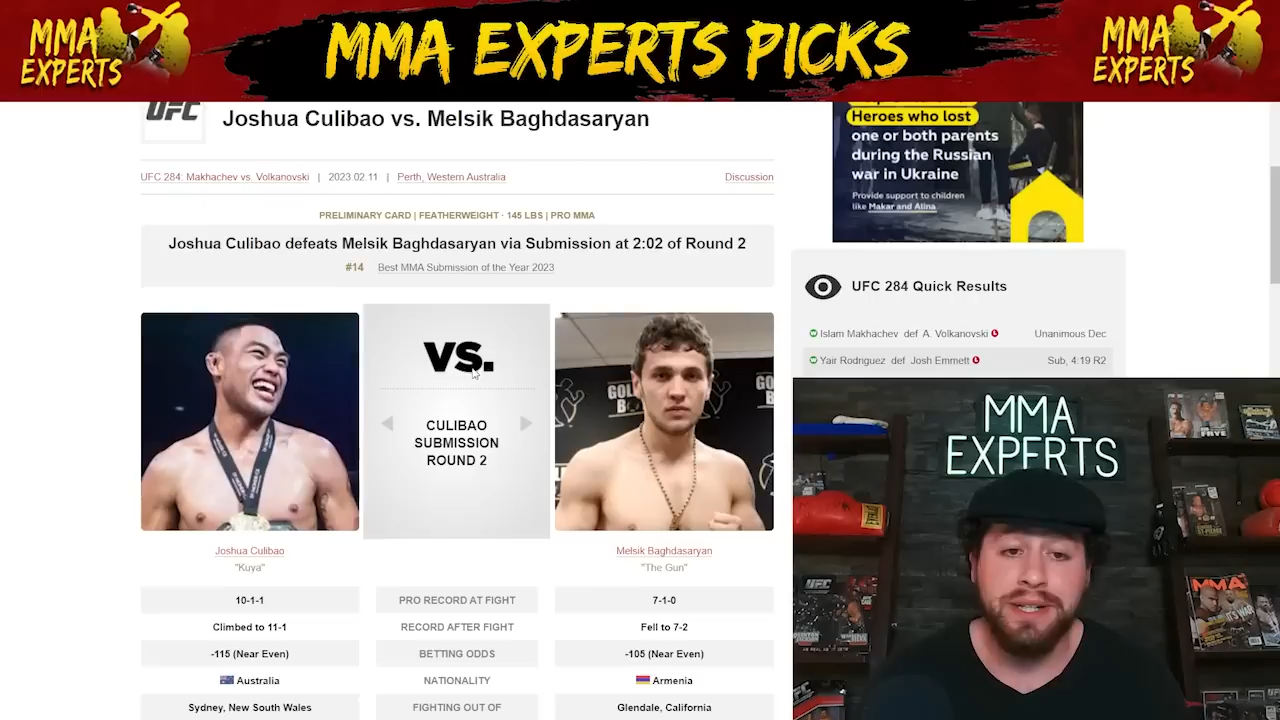 MMA
EXPERTS
MMA EXPERTS PICKS
MMA
EXPERTS
UFC
Joshua Culibao vs. Melsik Baghdasaryan
UFC 284: Makhachev vs. Volkanovski | 2023.02.11 | Perth, Western Australia
Discussion
PRELIMINARY CARD | FEATHERWEIGHT · 145 LBS | PRO MMA
Joshua Culibao defeats Melsik Baghdasaryan via Submission at 2:02 of Round 2
#14 Best MMA Submission of the Year 2023
Heroes who lost
one or both parents
during the Russian
war in Ukraine
Provide support to children
like Makar and Alina
UFC 284 Quick Results
Islam Makhachev def A. Volkanovski Unanimous Dec
Yair Rodriguez def Josh Emmett Sub, 4:19 R2
VS.
CULIBAO
SUBMISSION
ROUND 2
Joshua Culibao
"Kuya"
Melsik Baghdasaryan
"The Gun"
10-1-1 PRO RECORD AT FIGHT 7-1-0
Climbed to 11-1 RECORD AFTER FIGHT Fell to 7-2
-115 (Near Even) BETTING ODDS -105 (Near Even)
Australia NATIONALITY Armenia
Sydney, New South Wales FIGHTING OUT OF Glendale, California
MMA
EXPERTS
FRYE
UFC
MMA